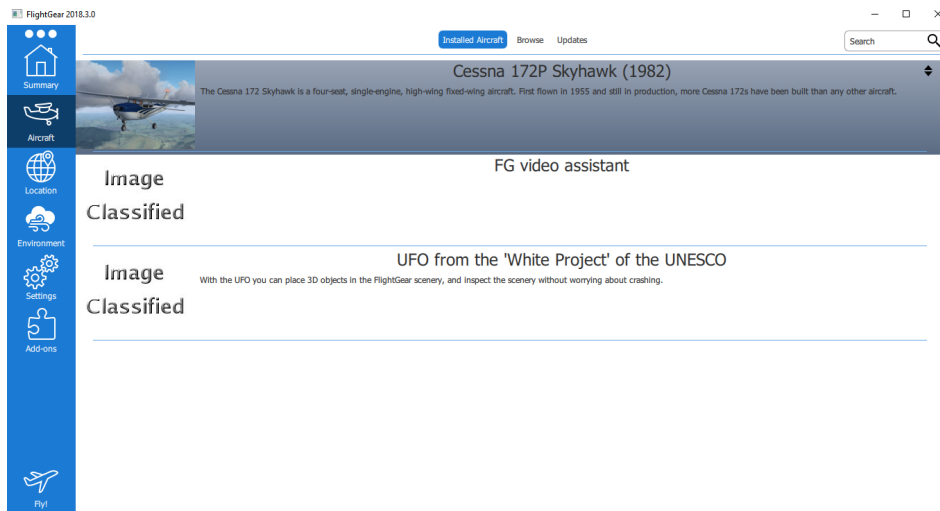 FlightGear 2018.3.0
Installed Aircraft
Browse
Updates
Search
Summary
Aircraft
Location
Environment
Settings
Add-ons
Fly!
Cessna 172P Skyhawk (1982)
The Cessna 172 Skyhawk is a four-seat, single-engine, high-wing fixed-wing aircraft. First flown in 1955 and still in production, more Cessna 172s have been built than any other aircraft.
Image
Classified
FG video assistant
Image
Classified
UFO from the 'White Project' of the UNESCO
With the UFO you can place 3D objects in the FlightGear scenery, and inspect the scenery without worrying about crashing.